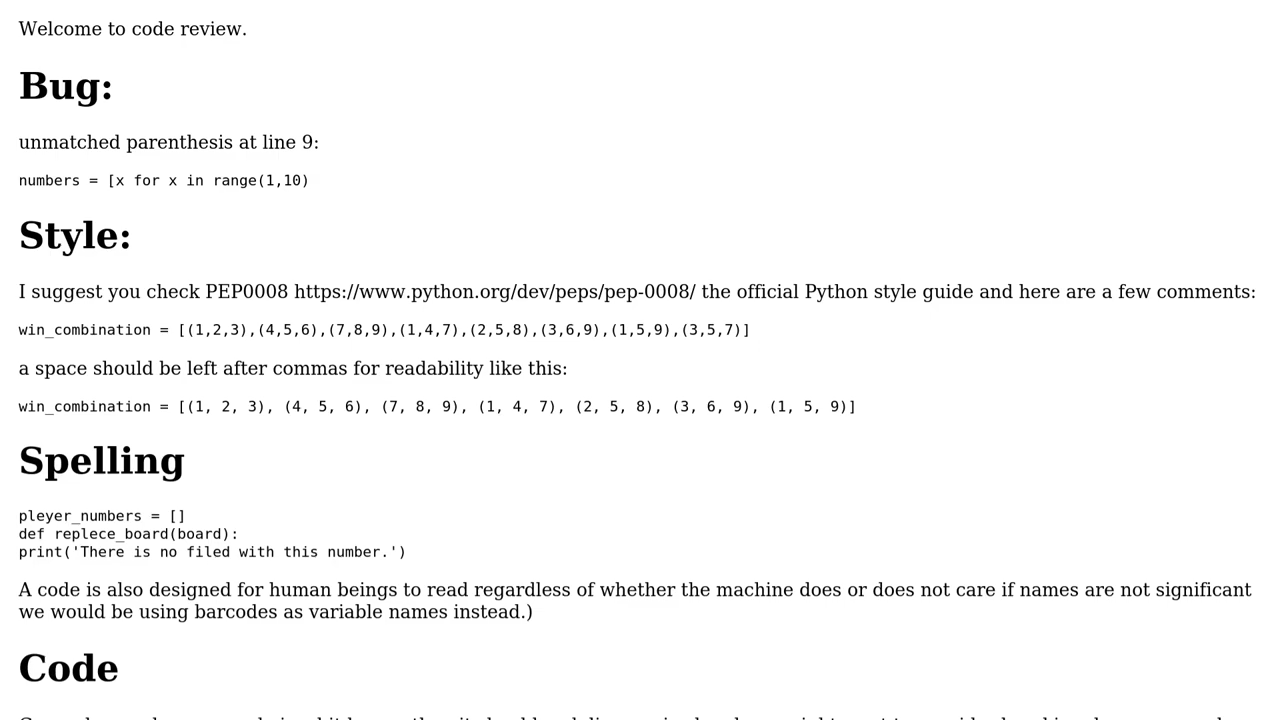 Welcome to code review.
Bug:
unmatched parenthesis at line 9:
numbers = [x for x in range(1,10)
Style:
I suggest you check PEP0008 https://www.python.org/dev/peps/pep-0008/ the official Python style guide and here are a few comments:
win_combination = [(1,2,3),(4,5,6),(7,8,9),(1,4,7),(2,5,8),(3,6,9),(1,5,9),(3,5,7)]
a space should be left after commas for readability like this:
win_combination = [(1, 2, 3), (4, 5, 6), (7, 8, 9), (1, 4, 7), (2, 5, 8), (3, 6, 9), (1, 5, 9)]
Spelling
pleyer_numbers = []
def replece_board(board):
print('There is no filed with this number.')
A code is also designed for human beings to read regardless of whether the machine does or does not care if names are not significant
we would be using barcodes as variable names instead.)
Code